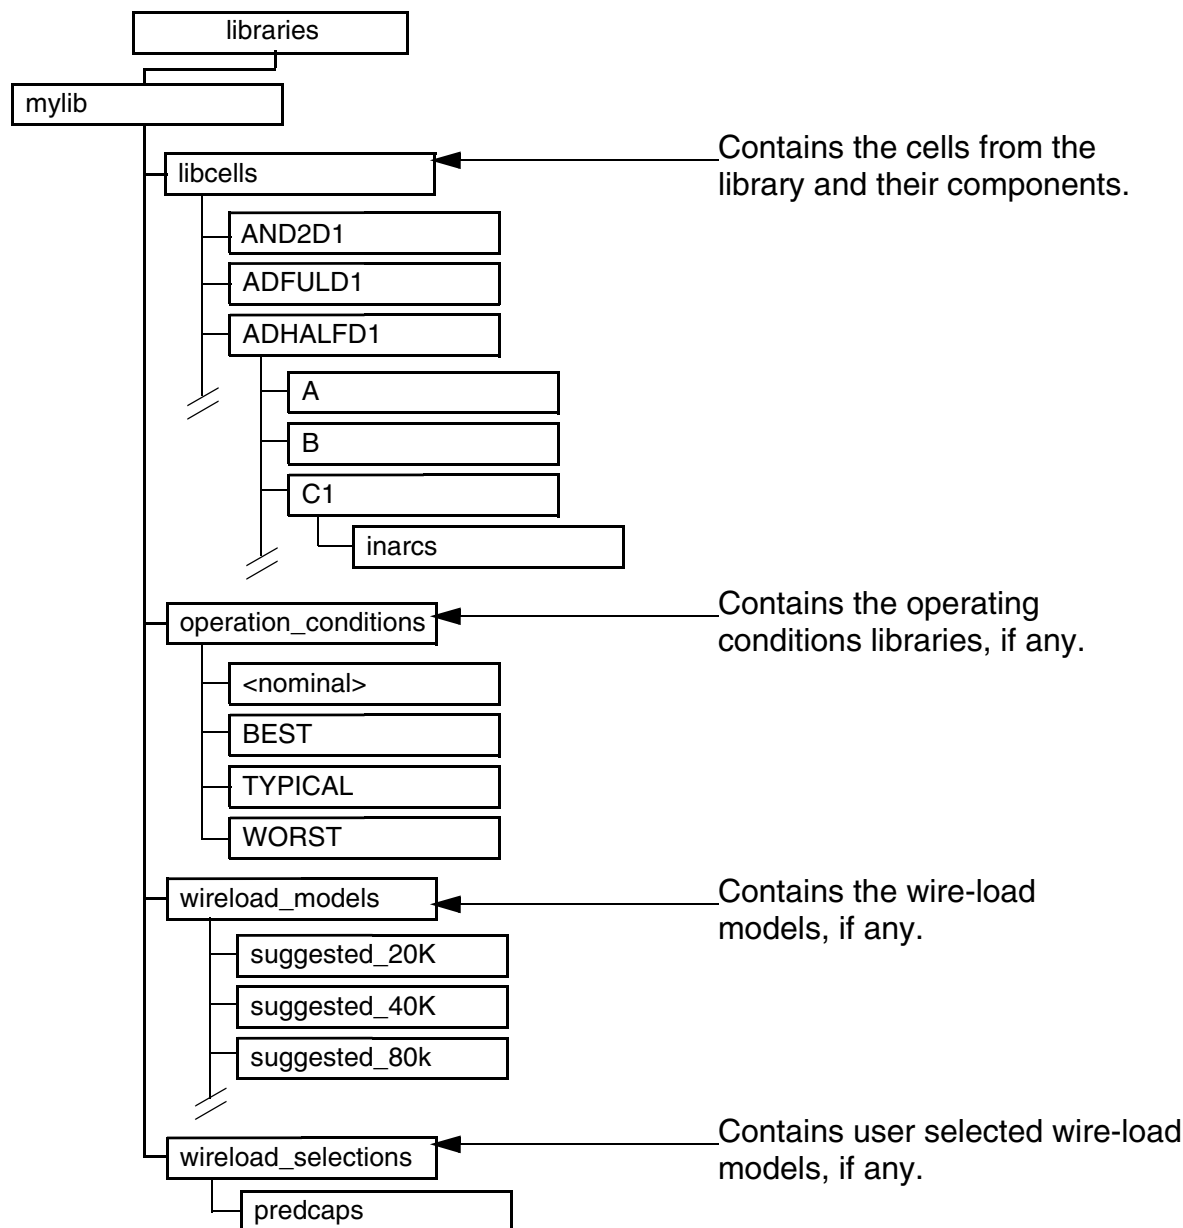 libraries
mylib
libcells
Contains the cells from the
library and their components.
AND2D1
ADFULD1
ADHALFD1
A
B
C1
inarcs
operation_conditions
Contains the operating
conditions libraries, if any.
<nominal>
BEST
TYPICAL
WORST
wireload_models
Contains the wire-load
models, if any.
suggested_20K
suggested_40K
suggested_80k
wireload_selections
Contains user selected wire-load
models, if any.
predcaps